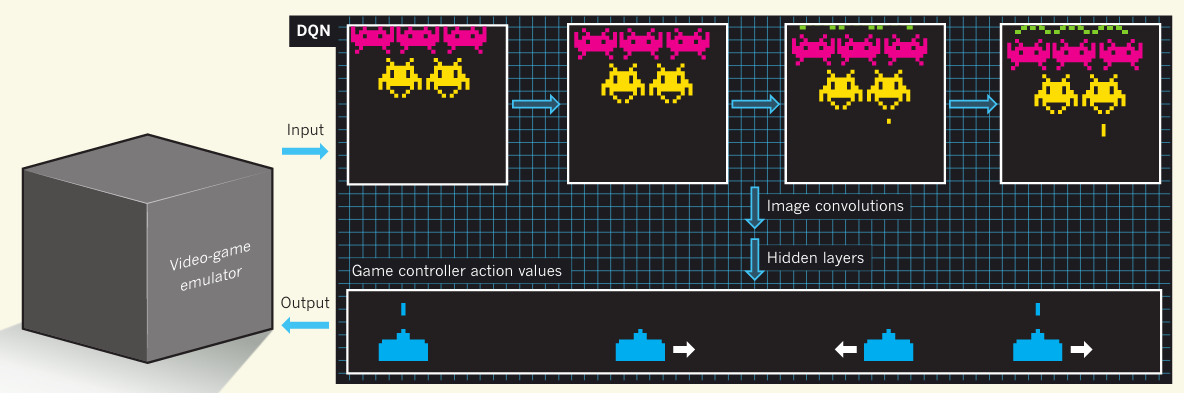 DQN
Input
Image convolutions
Video-game
emulator
Hidden layers
Game controller action values
Output